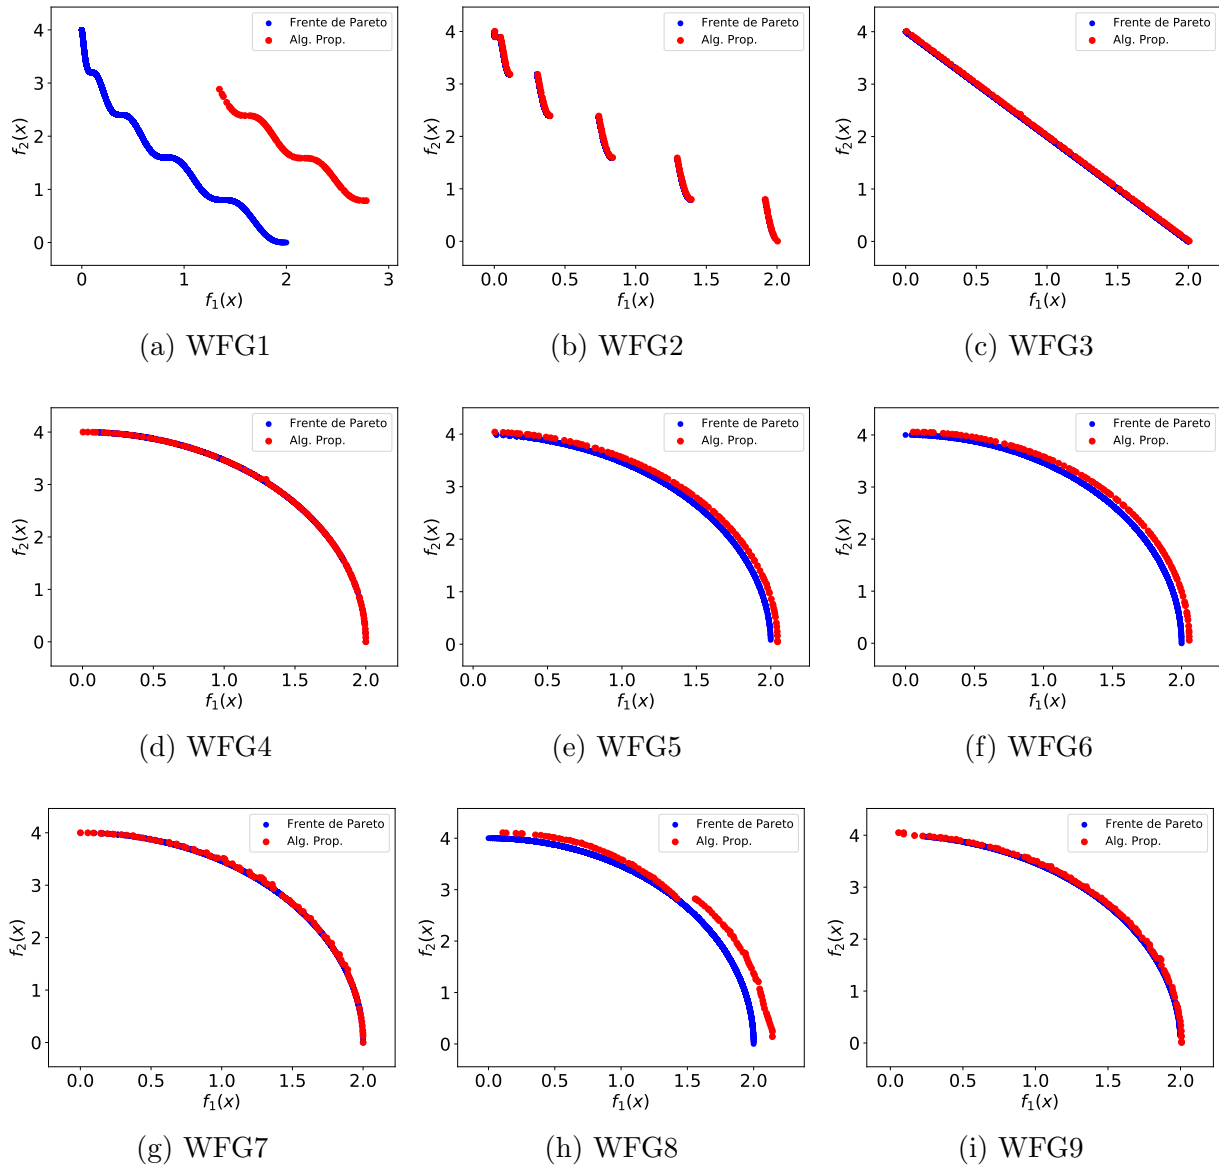 Frente de Pareto
Alg. Prop.
4
3
2
1
0
f₂(x)
0 1 2 3
f₁(x)
(a) WFG1
Frente de Pareto
Alg. Prop.
4
3
2
1
0
f₂(x)
0.0 0.5 1.0 1.5 2.0
f₁(x)
(b) WFG2
Frente de Pareto
Alg. Prop.
4
3
2
1
0
f₂(x)
0.0 0.5 1.0 1.5 2.0
f₁(x)
(c) WFG3
Frente de Pareto
Alg. Prop.
4
3
2
1
0
f₂(x)
0.0 0.5 1.0 1.5 2.0
f₁(x)
(d) WFG4
Frente de Pareto
Alg. Prop.
4
3
2
1
0
f₂(x)
0.0 0.5 1.0 1.5 2.0
f₁(x)
(e) WFG5
Frente de Pareto
Alg. Prop.
4
3
2
1
0
f₂(x)
0.0 0.5 1.0 1.5 2.0
f₁(x)
(f) WFG6
Frente de Pareto
Alg. Prop.
4
3
2
1
0
f₂(x)
0.0 0.5 1.0 1.5 2.0
f₁(x)
(g) WFG7
Frente de Pareto
Alg. Prop.
4
3
2
1
0
f₂(x)
0.0 0.5 1.0 1.5 2.0
f₁(x)
(h) WFG8
Frente de Pareto
Alg. Prop.
4
3
2
1
0
f₂(x)
0.0 0.5 1.0 1.5 2.0
f₁(x)
(i) WFG9